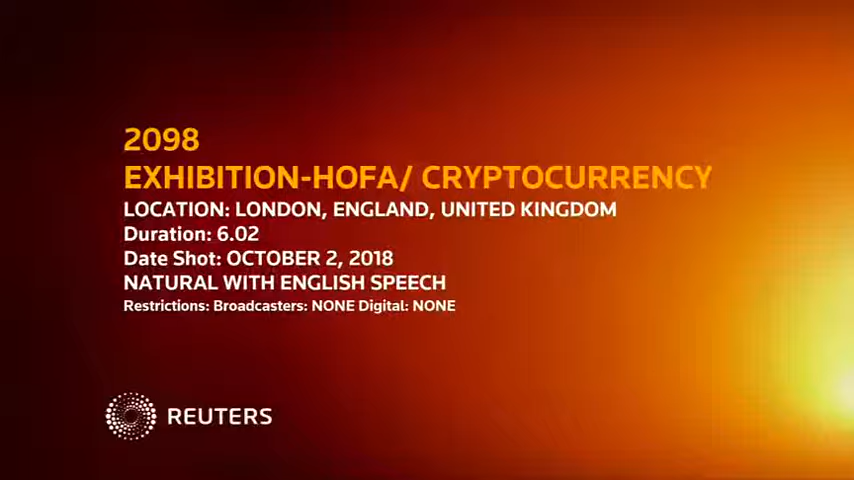 2098
EXHIBITION-HOFA/ CRYPTOCURRENCY
LOCATION: LONDON, ENGLAND, UNITED KINGDOM
Duration: 6.02
Date Shot: OCTOBER 2, 2018
NATURAL WITH ENGLISH SPEECH
Restrictions: Broadcasters: NONE Digital: NONE
REUTERS